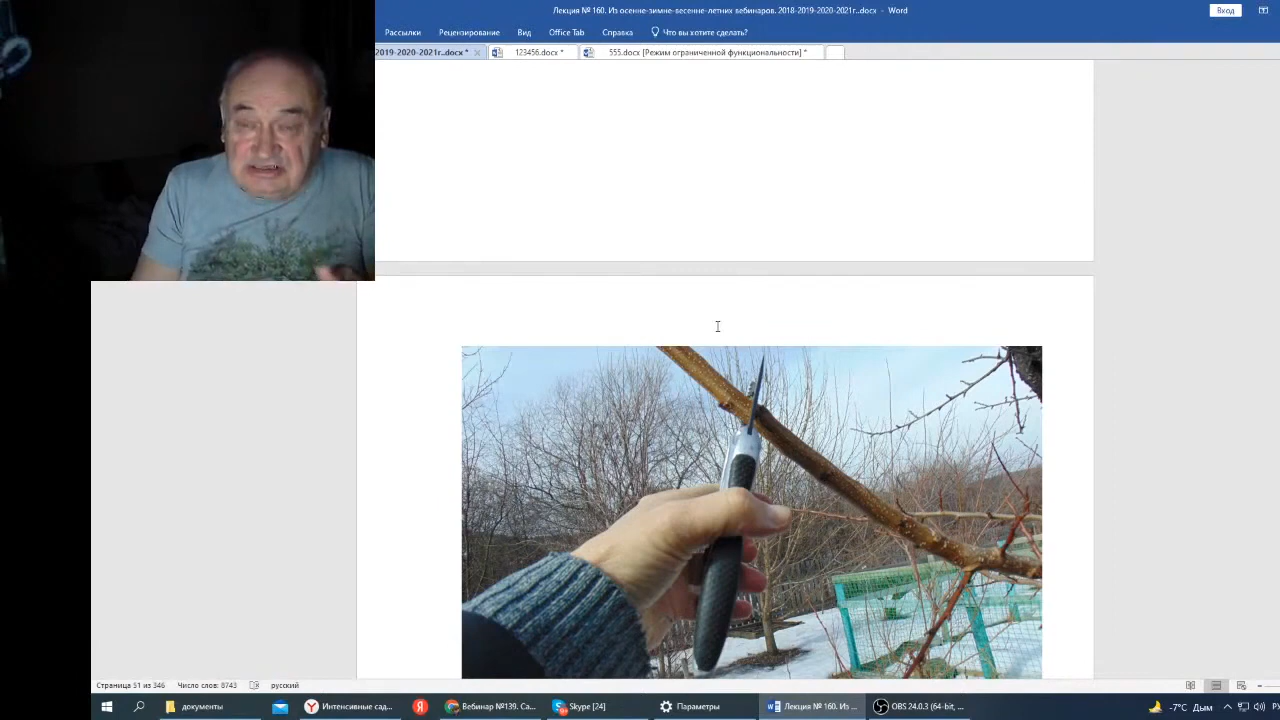 Лекция № 160. Из осенне-зимне-весенне-летних вебинаров. 2018-2019-2020-2021г..docx - Word
Вход
Рассылки Рецензирование Вид Office Tab Справка Что вы хотите сделать?
2019-2020-2021г..docx * 123456.docx * 555.docx [Режим ограниченной функциональности] *
Страница 51 из 346 Число слов: 8743 русский
документы Интенсивные сад... Вебинар №139. Са... Skype [24] Параметры Лекция № 160. Из ... OBS 24.0.3 (64-bit, ... -7°C Дым